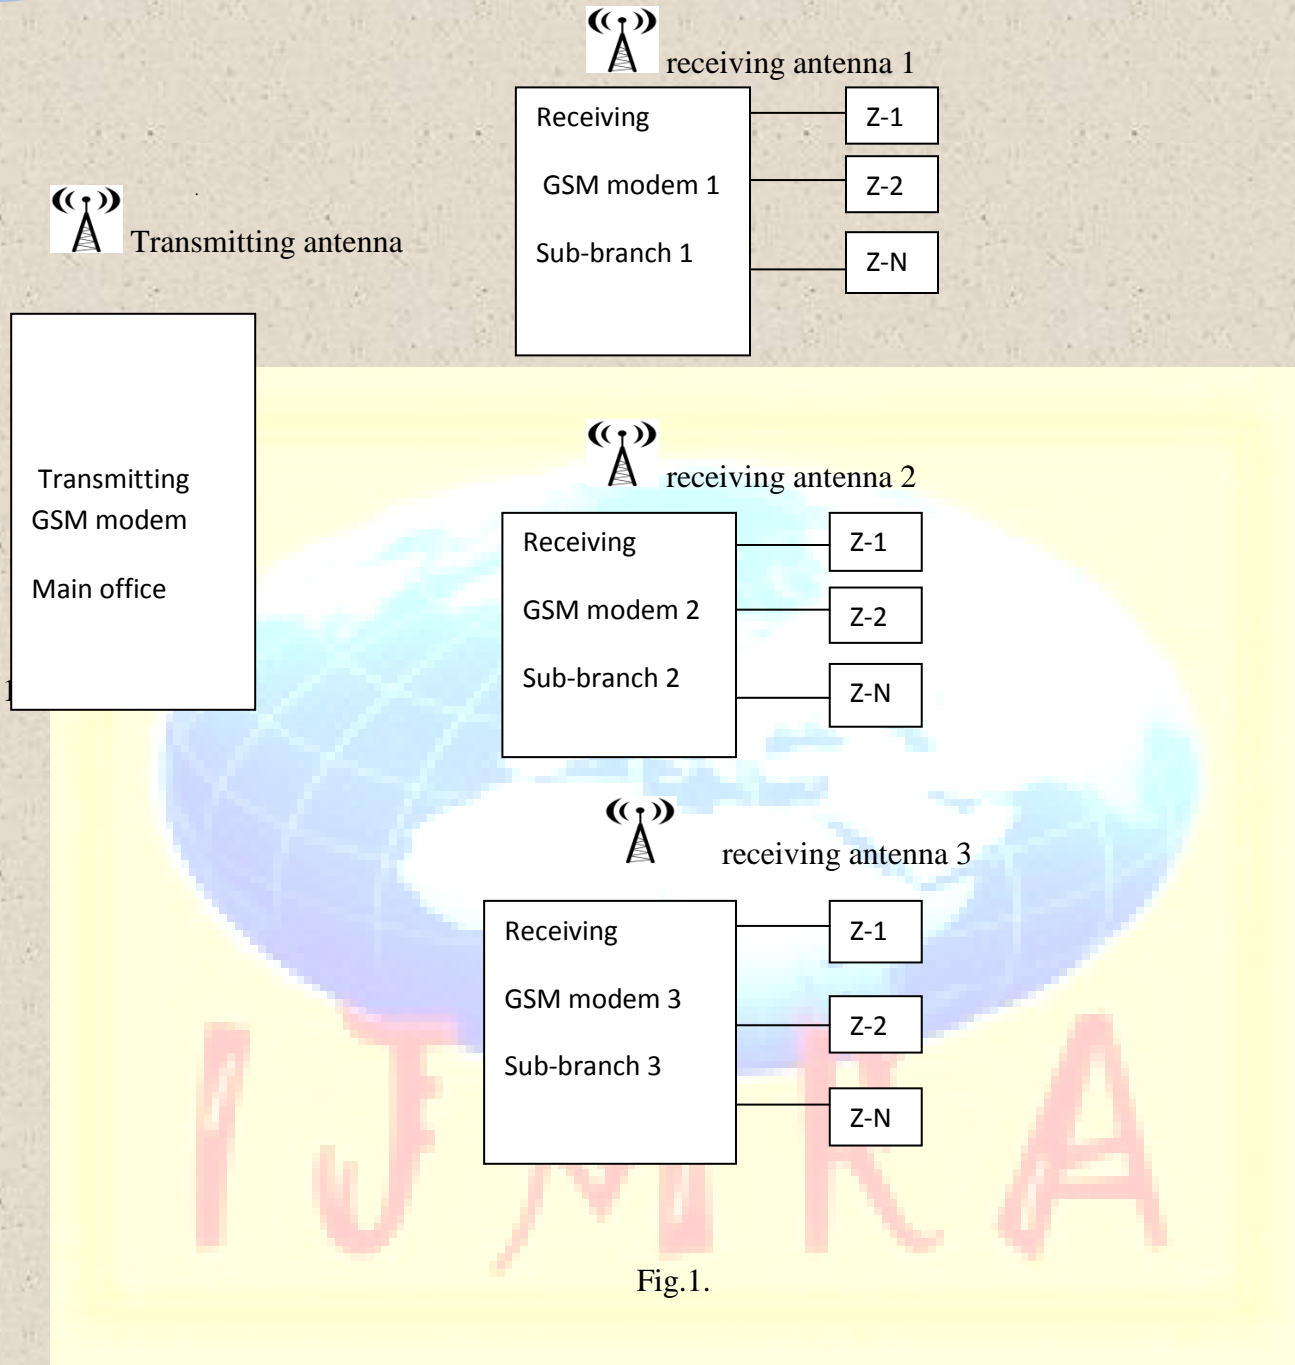 receiving antenna 1
Receiving
GSM modem 1
Sub-branch 1
Z-1
Z-2
Z-N
Transmitting antenna
Transmitting
GSM modem
Main office
receiving antenna 2
Receiving
GSM modem 2
Sub-branch 2
Z-1
Z-2
Z-N
receiving antenna 3
Receiving
GSM modem 3
Sub-branch 3
Z-1
Z-2
Z-N
IJMRA
Fig.1.